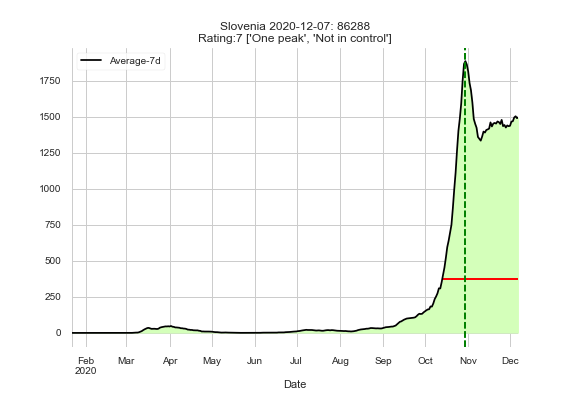 Slovenia 2020-12-07: 86288
Rating:7 ['One peak', 'Not in control']
Average-7d
1750
1500
1250
1000
750
500
250
0
Feb Mar Apr May Jun Jul Aug Sep Oct Nov Dec
2020
Date